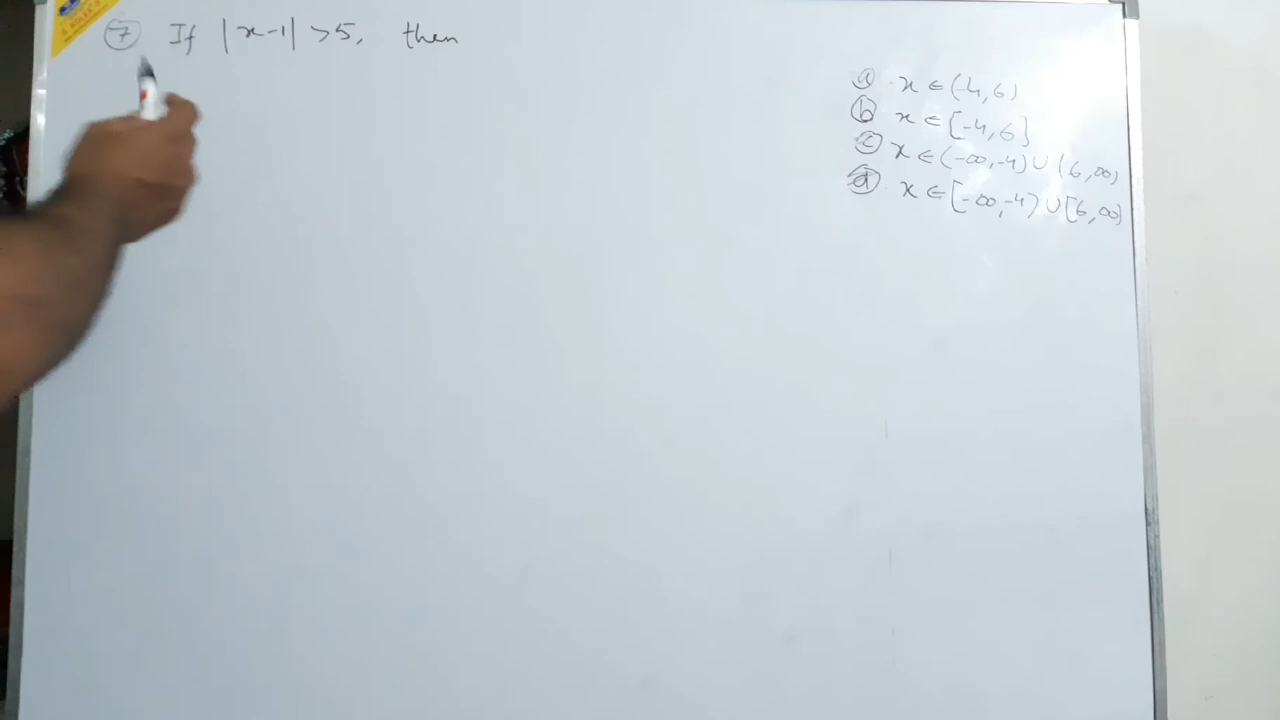 ⑦ If |x-1| >5, then
ⓐ x ∈ (-4,6)
ⓑ x ∈ [-4,6]
ⓒ x ∈ (-∞,-4) ∪ (6,∞)
ⓓ x ∈ [-∞,-4) ∪ [6,∞)